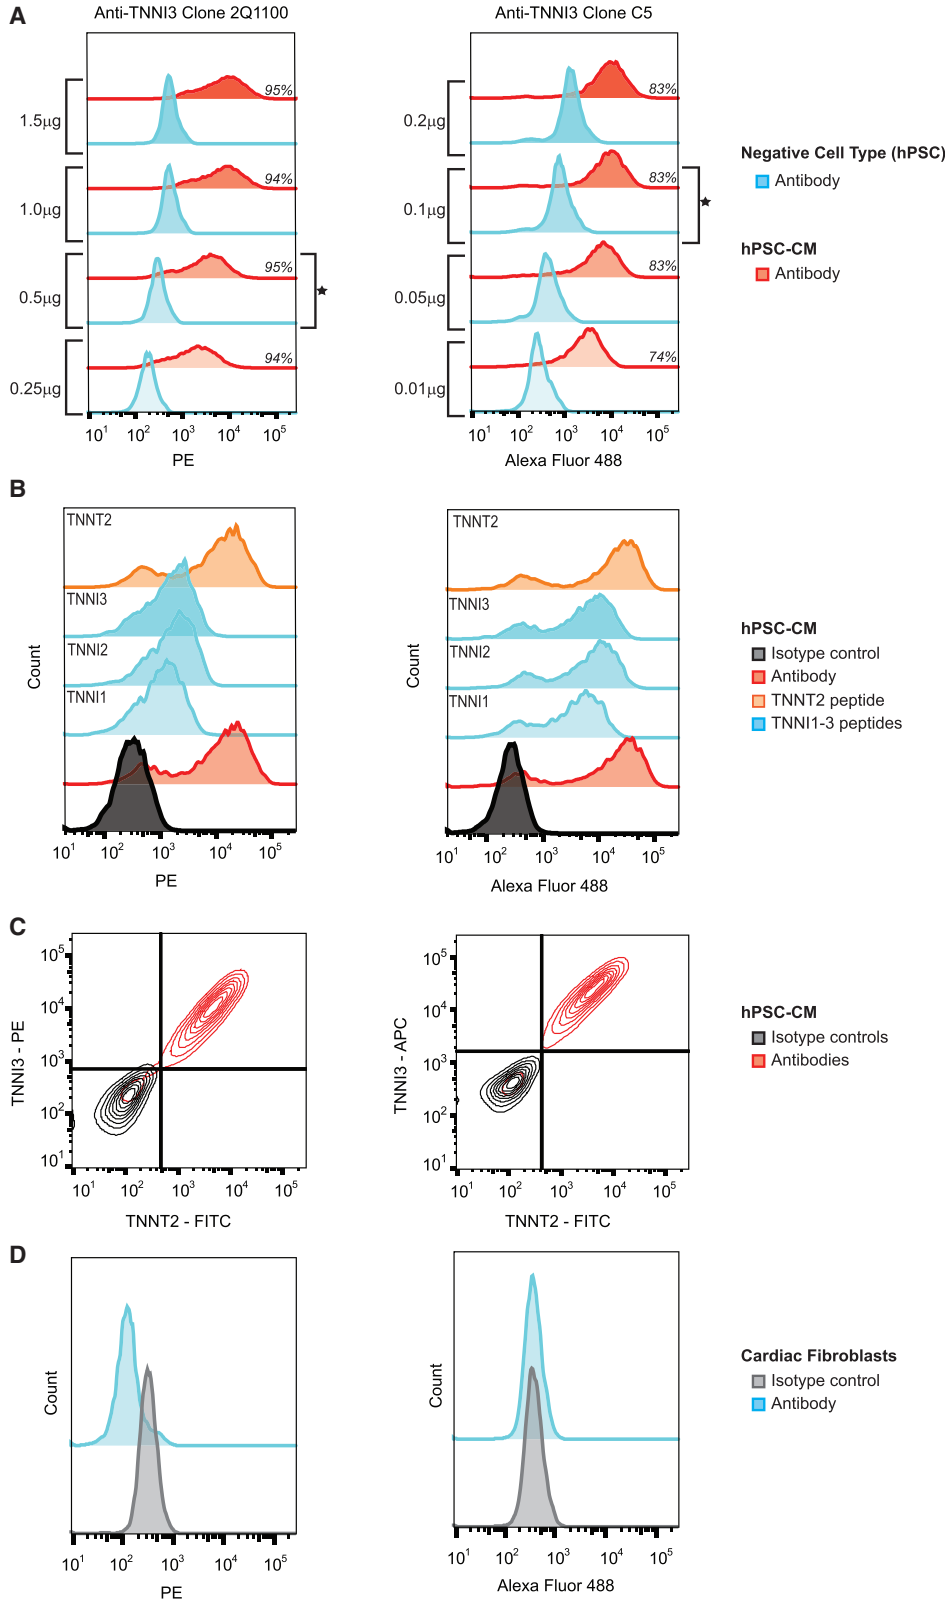 A
Anti-TNNI3 Clone 2Q1100
Anti-TNNI3 Clone C5
1.5µg
95%
1.0µg
94%
0.5µg
95%
★
0.25µg
94%
10¹ 10² 10³ 10⁴ 10⁵
PE
0.2µg
83%
0.1µg
83%
★
0.05µg
83%
0.01µg
74%
10¹ 10² 10³ 10⁴ 10⁵
Alexa Fluor 488
Negative Cell Type (hPSC)
Antibody
hPSC-CM
Antibody
B
TNNT2
TNNI3
TNNI2
TNNI1
Count
10¹ 10² 10³ 10⁴ 10⁵
PE
TNNT2
TNNI3
TNNI2
TNNI1
Count
10¹ 10² 10³ 10⁴ 10⁵
Alexa Fluor 488
hPSC-CM
Isotype control
Antibody
TNNT2 peptide
TNNI1-3 peptides
C
TNNI3 - PE
10⁵
10⁴
10³
10²
10¹
10¹ 10² 10³ 10⁴ 10⁵
TNNT2 - FITC
TNNI3 - APC
10⁵
10⁴
10³
10²
10¹
10¹ 10² 10³ 10⁴ 10⁵
TNNT2 - FITC
hPSC-CM
Isotype controls
Antibodies
D
Count
10¹ 10² 10³ 10⁴ 10⁵
PE
Count
10¹ 10² 10³ 10⁴ 10⁵
Alexa Fluor 488
Cardiac Fibroblasts
Isotype control
Antibody